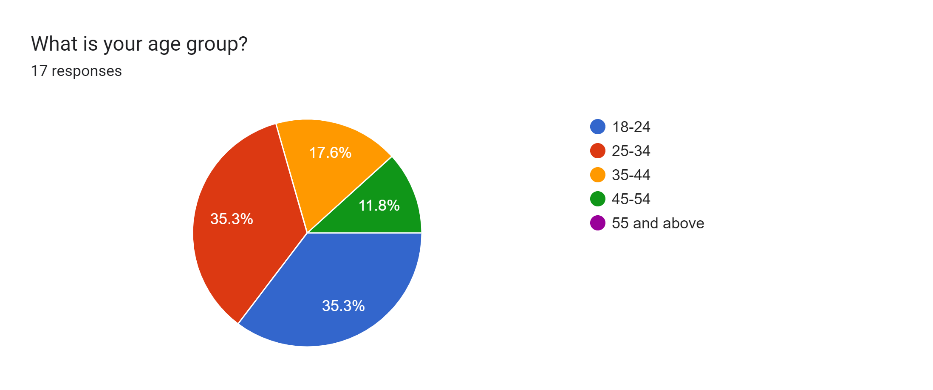 What is your age group?
17 responses
17.6%
11.8%
35.3%
35.3%
18-24
25-34
35-44
45-54
55 and above